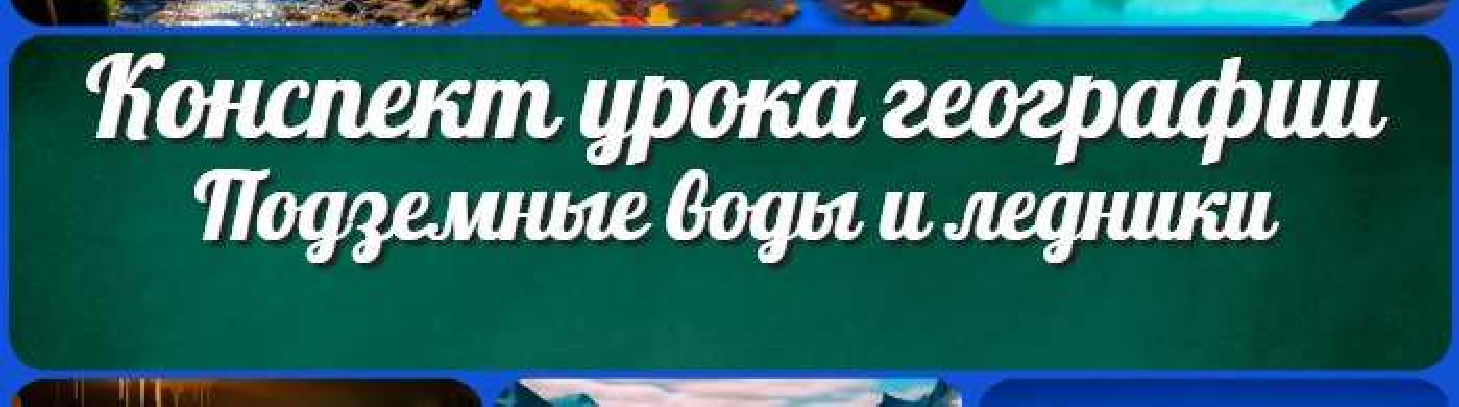 Конспект урока географии
Подземные воды и ледники